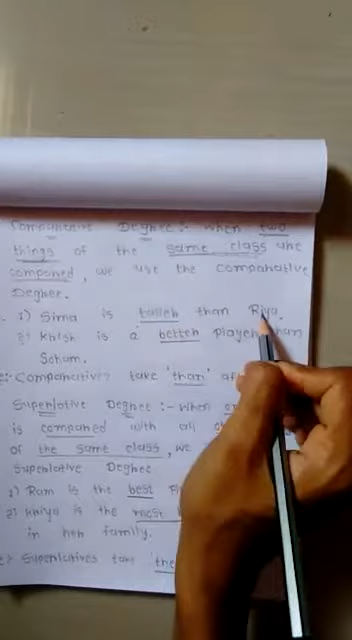 Comparative Degree :- When two
things of the same class are
compared, we use the comparative
Degree.
1) Sima is taller than Riya.
2) Krish is a better player than
Soham.
:- Comparatives take 'than'
Superlative Degree :- When
is compared with all
of the same class, we
Superlative Degree
1) Ram is the best
2) is the most
in her family.
:- Superlatives take 'the